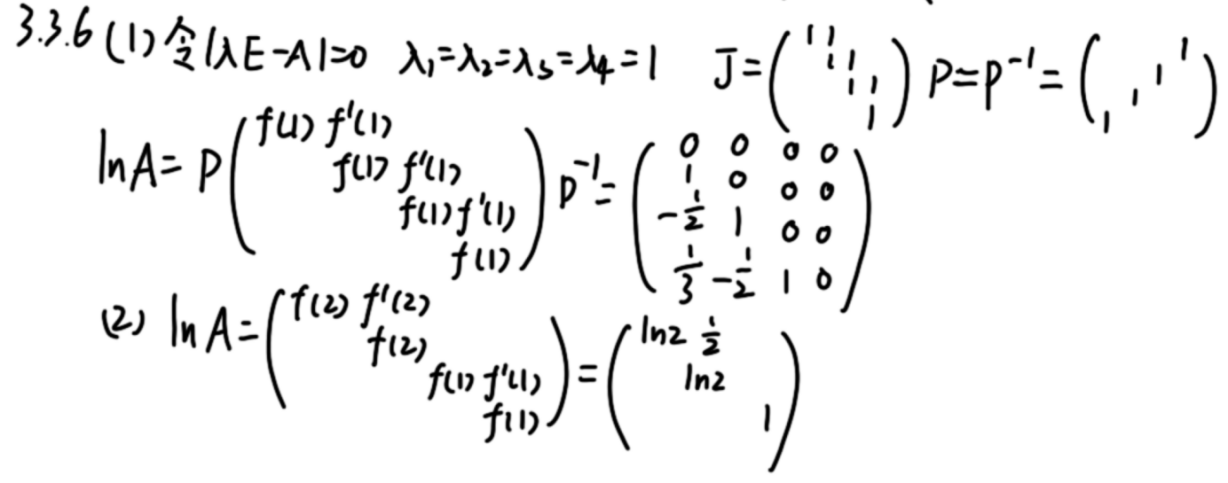 3.3.6 (1) 令|λE-A|=0 λ₁=λ₂=λ₃=λ₄=1 J=(1 1 / 1 1 / 1 1 / 1) P=P⁻¹=(1 / 1 / 1 / 1)
lnA=P(f(1) f'(1) / f(1) f'(1) / f(1) f'(1) / f(1))P⁻¹=(0 0 0 0 / 1 0 0 0 / -1/2 1 0 0 / 1/3 -1/2 1 0)
(2) lnA=(f(2) f'(2) / f(2) / f(1) f'(1) / f(1))=(ln2 1/2 / ln2 / 1)